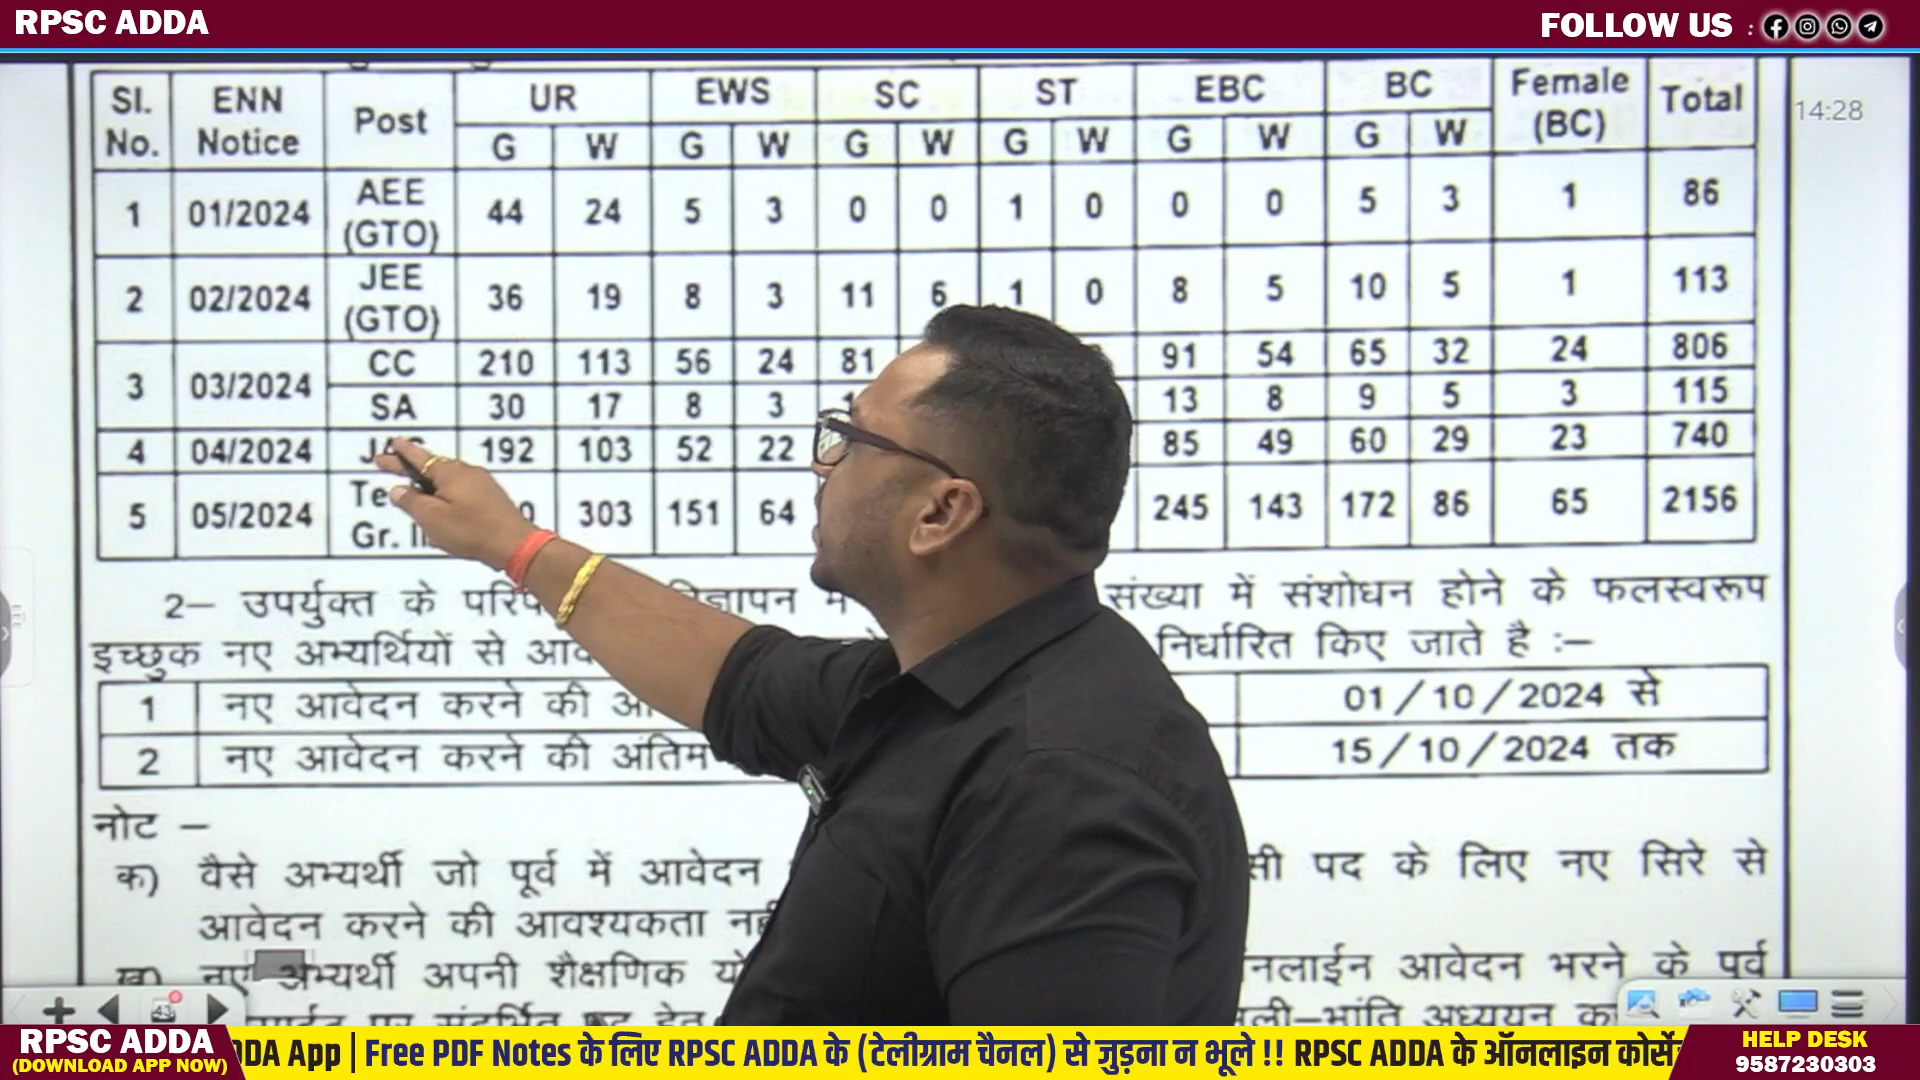 RPSC ADDA
FOLLOW US :
14:28
Sl. No. ENN Notice Post UR EWS SC ST EBC BC Female (BC) Total
G W G W G W G W G W G W
1 01/2024 AEE (GTO) 44 24 5 3 0 0 1 0 0 0 5 3 1 86
2 02/2024 JEE (GTO) 36 19 8 3 11 6 1 0 8 5 10 5 1 113
3 03/2024 CC 210 113 56 24 81 91 54 65 32 24 806
SA 30 17 8 3 13 8 9 5 3 115
4 04/2024 192 103 52 22 85 49 60 29 23 740
5 05/2024 Gr. 303 151 64 245 143 172 86 65 2156
2– उपर्युक्त के संख्या में संशोधन होने के फलस्वरूप
इच्छुक नए अभ्यर्थियों से निर्धारित किए जाते है :–
1 नए आवेदन करने की 01/10/2024 से
2 नए आवेदन करने की अंतिम 15/10/2024 तक
नोट –
क) वैसे अभ्यर्थी जो पूर्व में आवेदन पद के लिए नए सिरे से
आवेदन करने की आवश्यकता
नए अभ्यर्थी अपनी शैक्षणिक आवेदन भरने के पूर्व
अध्ययन
43
RPSC ADDA
(DOWNLOAD APP NOW)
App | Free PDF Notes के लिए RPSC ADDA के (टेलीग्राम चैनल) से जुड़ना न भूले !! RPSC ADDA के ऑनलाइन
HELP DESK
9587230303